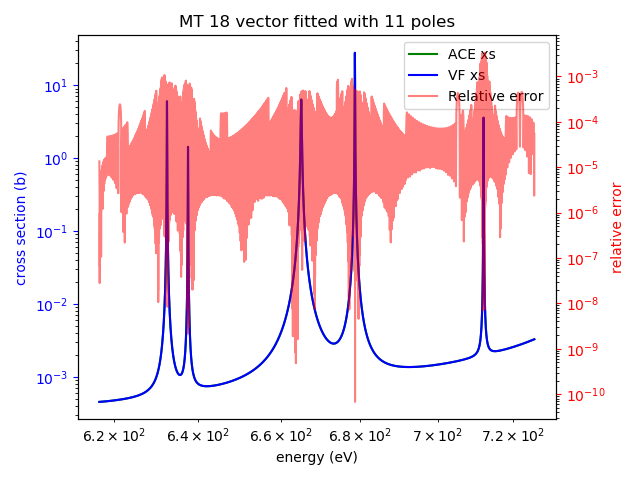 MT 18 vector fitted with 11 poles
ACE xs
VF xs
Relative error
10¹
10⁰
10⁻¹
10⁻²
10⁻³
cross section (b)
10⁻³
10⁻⁴
10⁻⁵
10⁻⁶
10⁻⁷
10⁻⁸
10⁻⁹
10⁻¹⁰
relative error
6.2 × 10² 6.4 × 10² 6.6 × 10² 6.8 × 10² 7 × 10² 7.2 × 10²
energy (eV)